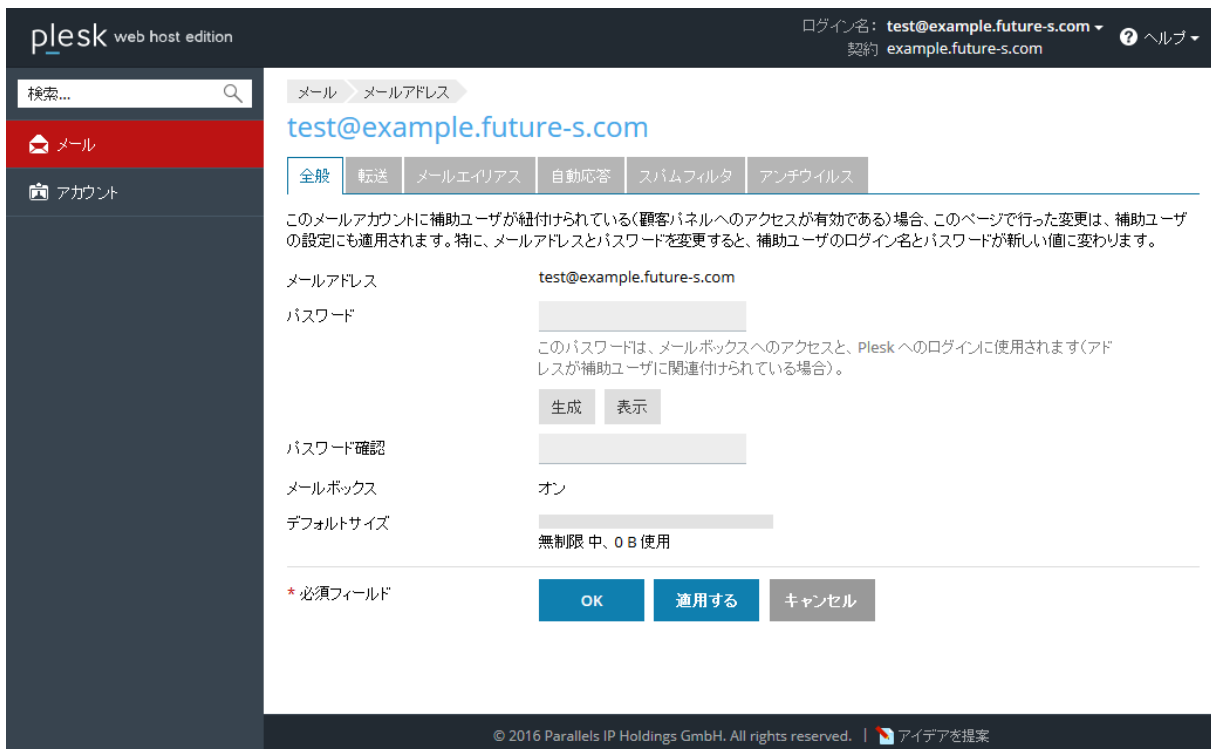 plesk web host edition
ログイン名: test@example.future-s.com
契約 example.future-s.com
ヘルプ
検索...
メール
アカウント
メール メールアドレス
test@example.future-s.com
全般 転送 メールエイリアス 自動応答 スパムフィルタ アンチウイルス
このメールアカウントに補助ユーザが紐付けられている(顧客パネルへのアクセスが有効である)場合、このページで行った変更は、補助ユーザ
の設定にも適用されます。特に、メールアドレスとパスワードを変更すると、補助ユーザのログイン名とパスワードが新しい値に変わります。
メールアドレス test@example.future-s.com
パスワード
このパスワードは、メールボックスへのアクセスと、Plesk へのログインに使用されます(アド
レスが補助ユーザに関連付けられている場合)。
生成 表示
パスワード確認
メールボックス オン
デフォルトサイズ
無制限 中、0 B 使用
* 必須フィールド OK 適用する キャンセル
© 2016 Parallels IP Holdings GmbH. All rights reserved. | アイデアを提案